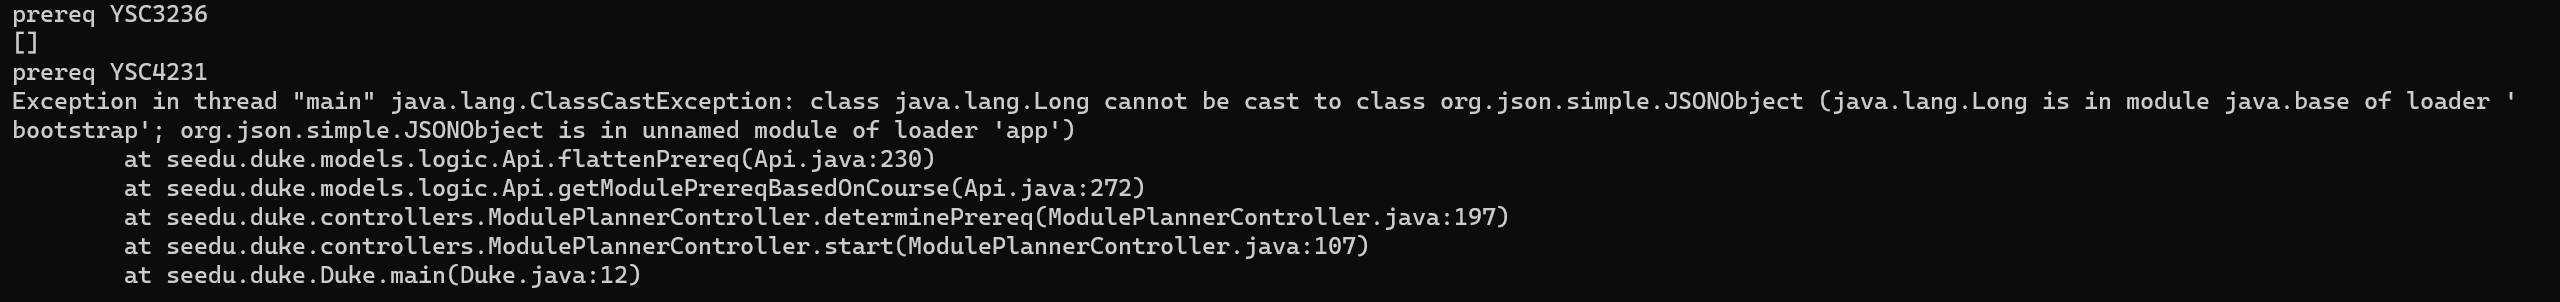 prereq YSC3236
[]
prereq YSC4231
Exception in thread "main" java.lang.ClassCastException: class java.lang.Long cannot be cast to class org.json.simple.JSONObject (java.lang.Long is in module java.base of loader '
bootstrap'; org.json.simple.JSONObject is in unnamed module of loader 'app')
        at seedu.duke.models.logic.Api.flattenPrereq(Api.java:230)
        at seedu.duke.models.logic.Api.getModulePrereqBasedOnCourse(Api.java:272)
        at seedu.duke.controllers.ModulePlannerController.determinePrereq(ModulePlannerController.java:197)
        at seedu.duke.controllers.ModulePlannerController.start(ModulePlannerController.java:107)
        at seedu.duke.Duke.main(Duke.java:12)